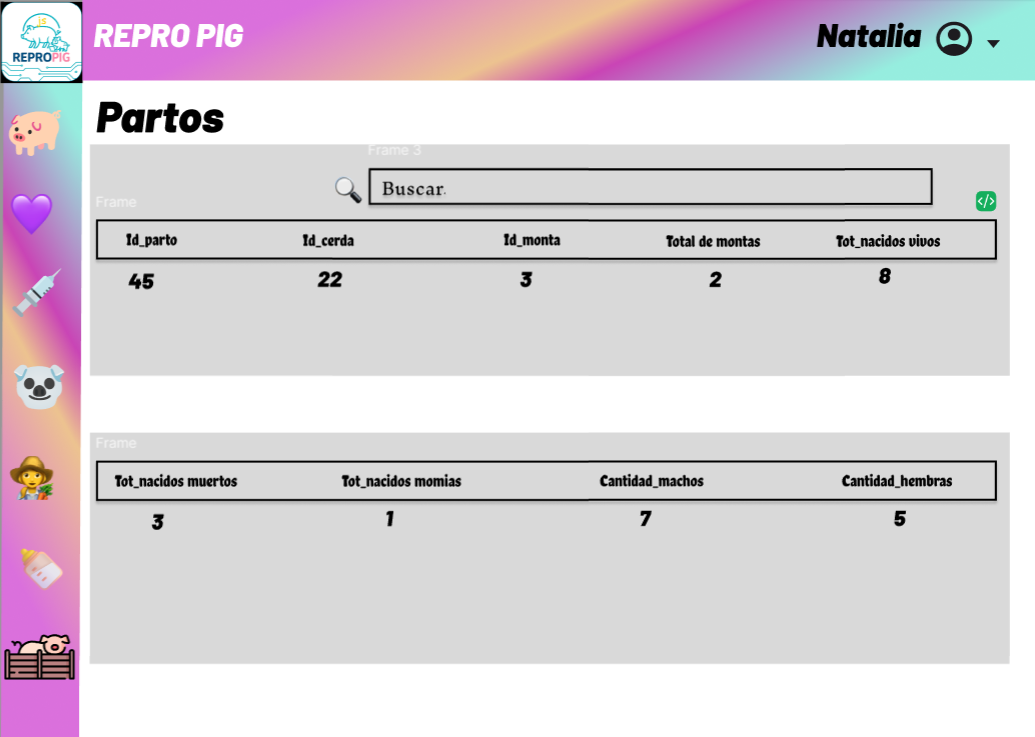 JS
REPROPIG
REPRO PIG
Natalia
Partos
Frame 3
Buscar.
Frame
</>
Id_parto Id_cerda Id_monta Total de montas Tot_nacidos vivos
45 22 3 2 8
Frame
Tot_nacidos muertos Tot_nacidos momias Cantidad_machos Cantidad_hembras
3 1 7 5